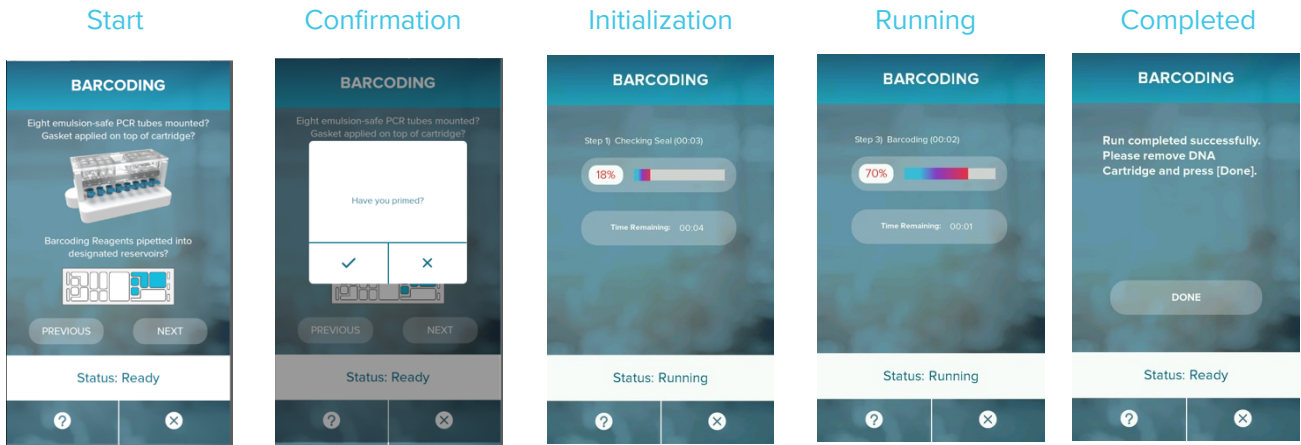 Start
Confirmation
Initialization
Running
Completed
BARCODING
Eight emulsion-safe PCR tubes mounted?
Gasket applied on top of cartridge?
Barcoding Reagents pipetted into
designated reservoirs?
PREVIOUS
NEXT
Status: Ready
?
BARCODING
Eight emulsion-safe PCR tubes mounted?
Gasket applied on top of cartridge?
Have you primed?
PREVIOUS
NEXT
Status: Ready
?
BARCODING
Step 1) Checking Seal (00:03)
18%
Time Remaining: 00:04
Status: Running
?
BARCODING
Step 3) Barcoding (00:02)
70%
Time Remaining: 00:01
Status: Running
?
BARCODING
Run completed successfully.
Please remove DNA
Cartridge and press [Done].
DONE
Status: Ready
?